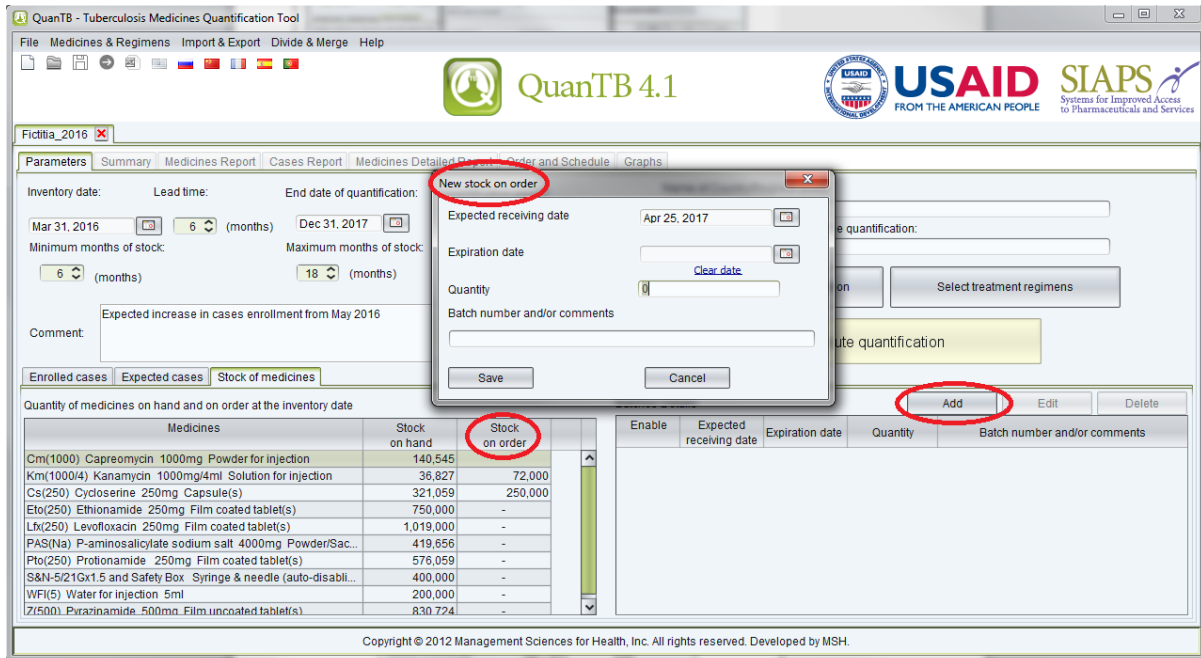 QuanTB - Tuberculosis Medicines Quantification Tool
File Medicines & Regimens Import & Export Divide & Merge Help
QuanTB 4.1
USAID
USAID
FROM THE AMERICAN PEOPLE
SIAPS
Systems for Improved Access
to Pharmaceuticals and Services
Fictitia_2016
Parameters Summary Medicines Report Cases Report Medicines Detailed Report Order and Schedule Graphs
Inventory date: Lead time: End date of quantification:
Mar 31, 2016 6 (months) Dec 31, 2017
Minimum months of stock: Maximum months of stock:
6 (months) 18 (months)
Comment: Expected increase in cases enrollment from May 2016
New stock on order
Expected receiving date Apr 25, 2017
Expiration date
Clear date
Quantity 0
Batch number and/or comments
Save Cancel
quantification:
on Select treatment regimens
ute quantification
Enrolled cases Expected cases Stock of medicines
Quantity of medicines on hand and on order at the inventory date
Add Edit Delete
Medicines Stock on hand Stock on order
Cm(1000) Capreomycin 1000mg Powder for injection 140,545
Km(1000/4) Kanamycin 1000mg/4ml Solution for injection 36,827 72,000
Cs(250) Cycloserine 250mg Capsule(s) 321,059 250,000
Eto(250) Ethionamide 250mg Film coated tablet(s) 750,000 -
Lfx(250) Levofloxacin 250mg Film coated tablet(s) 1,019,000 -
PAS(Na) P-aminosalicylate sodium salt 4000mg Powder/Sac... 419,656 -
Pto(250) Protionamide 250mg Film coated tablet(s) 576,059 -
S&N-5/21Gx1.5 and Safety Box Syringe & needle (auto-disabli... 400,000 -
WFI(5) Water for injection 5ml 200,000 -
Z(500) Pyrazinamide 500mg Film uncoated tablet(s) 830,724 -
Enable Expected receiving date Expiration date Quantity Batch number and/or comments
Copyright © 2012 Management Sciences for Health, Inc. All rights reserved. Developed by MSH.